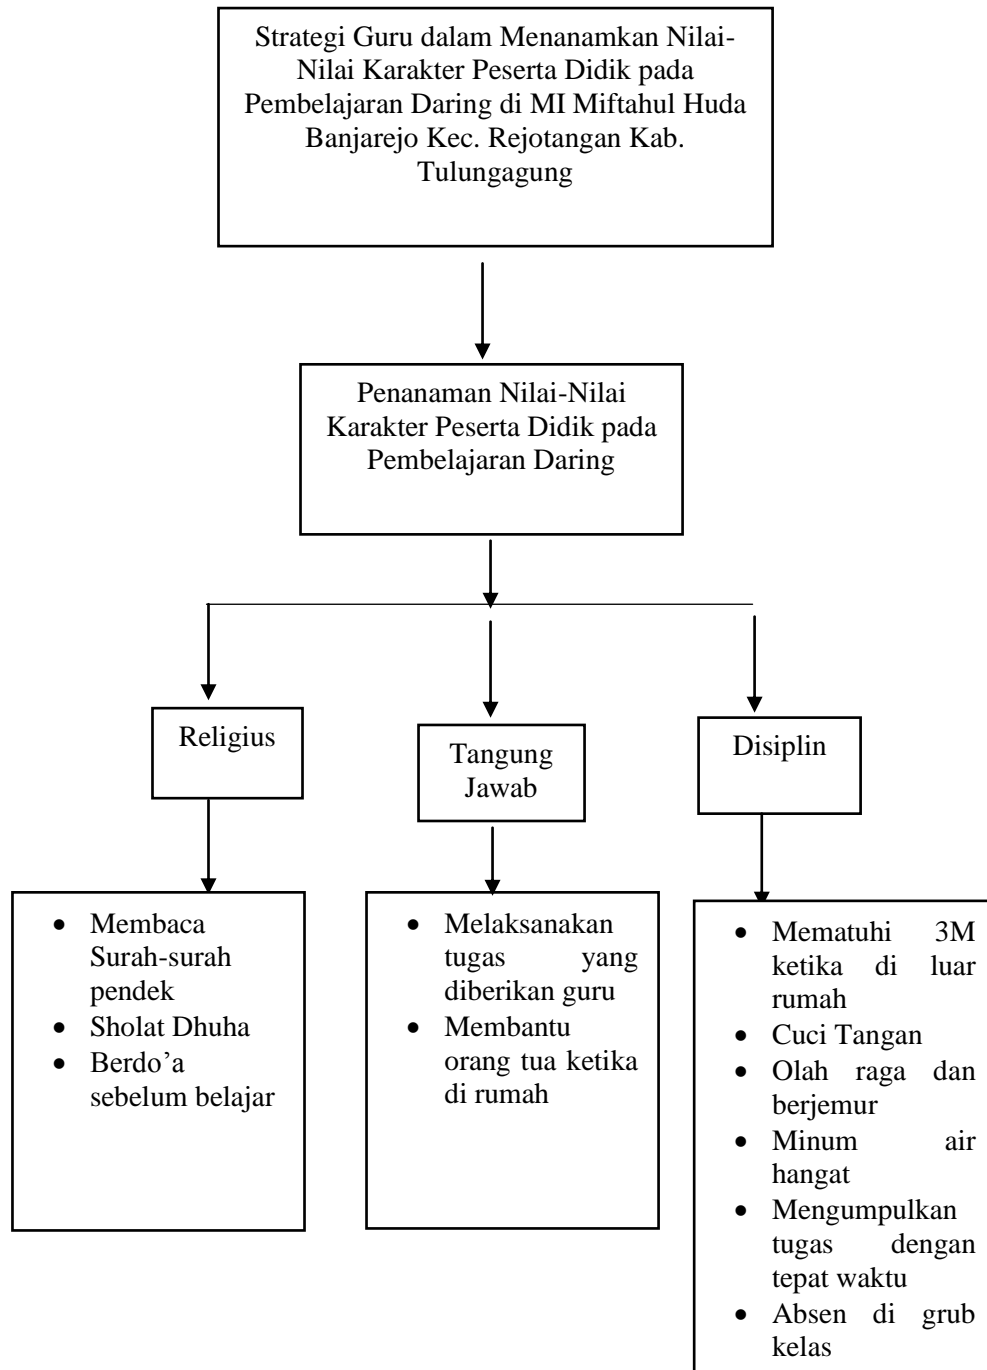 Strategi Guru dalam Menanamkan Nilai-
Nilai Karakter Peserta Didik pada
Pembelajaran Daring di MI Miftahul Huda
Banjarejo Kec. Rejotangan Kab.
Tulungagung
Penanaman Nilai-Nilai
Karakter Peserta Didik pada
Pembelajaran Daring
Religius
Tangung
Jawab
Disiplin
• Membaca
Surah-surah
pendek
• Sholat Dhuha
• Berdo’a
sebelum belajar
• Melaksanakan
tugas yang
diberikan guru
• Membantu
orang tua ketika
di rumah
• Mematuhi 3M
ketika di luar
rumah
• Cuci Tangan
• Olah raga dan
berjemur
• Minum air
hangat
• Mengumpulkan
tugas dengan
tepat waktu
• Absen di grub
kelas